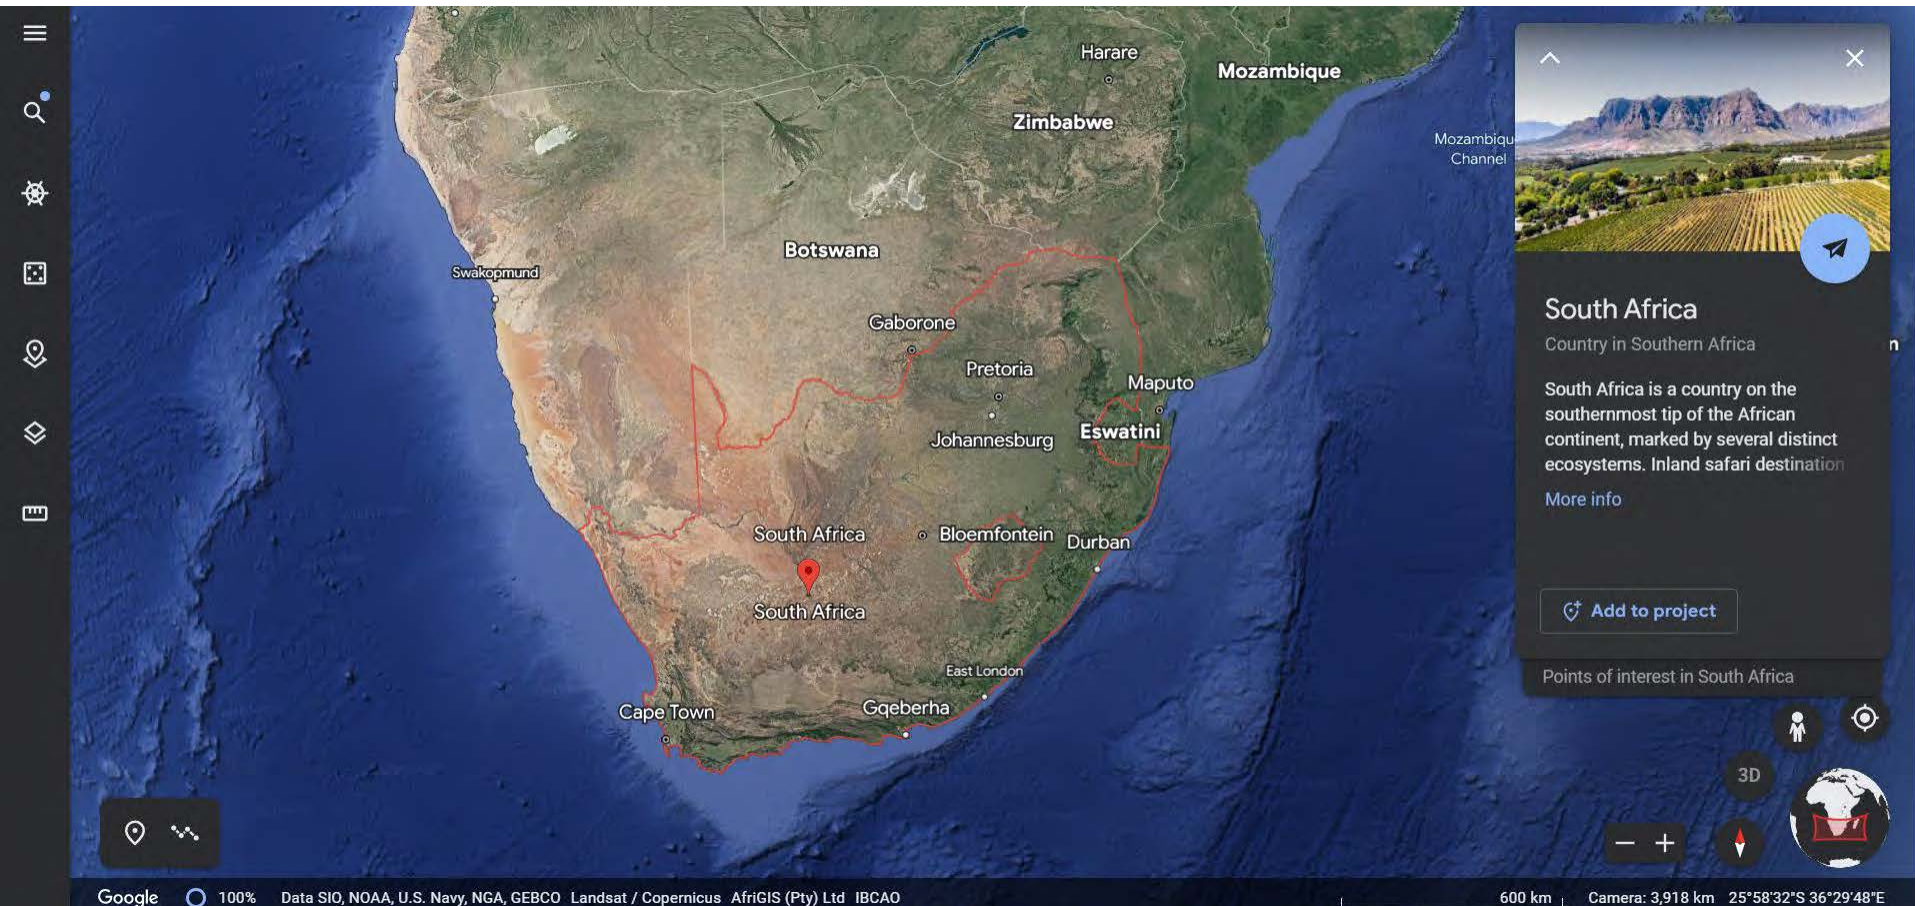 Harare
Mozambique
Zimbabwe
Mozambiqu
Channel
Botswana
Swakopmund
Gaborone
Pretoria
Maputo
Johannesburg
Eswatini
South Africa
Bloemfontein
Durban
South Africa
East London
Cape Town
Gqeberha
South Africa
Country in Southern Africa
n
South Africa is a country on the
southernmost tip of the African
continent, marked by several distinct
ecosystems. Inland safari destination
More info
Add to project
Points of interest in South Africa
3D
Google 100% Data SIO, NOAA, U.S. Navy, NGA, GEBCO Landsat / Copernicus AfriGIS (Pty) Ltd IBCAO 600 km Camera: 3,918 km 25°58'32"S 36°29'48"E